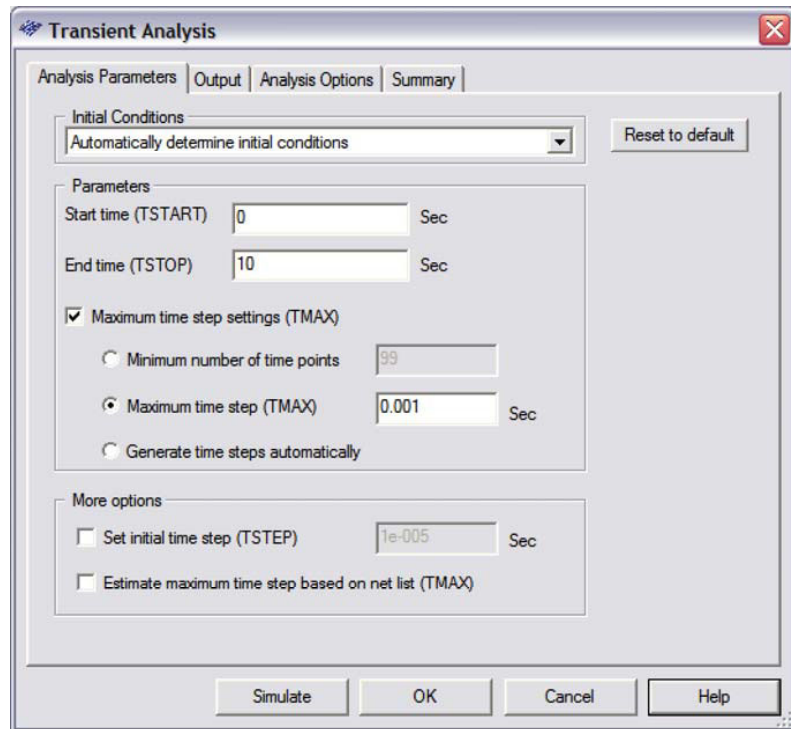 Transient Analysis
Analysis Parameters Output Analysis Options Summary
Initial Conditions
Automatically determine initial conditions
Reset to default
Parameters
Start time (TSTART) 0 Sec
End time (TSTOP) 10 Sec
Maximum time step settings (TMAX)
Minimum number of time points 99
Maximum time step (TMAX) 0.001 Sec
Generate time steps automatically
More options
Set initial time step (TSTEP) 1e-005 Sec
Estimate maximum time step based on net list (TMAX)
Simulate OK Cancel Help